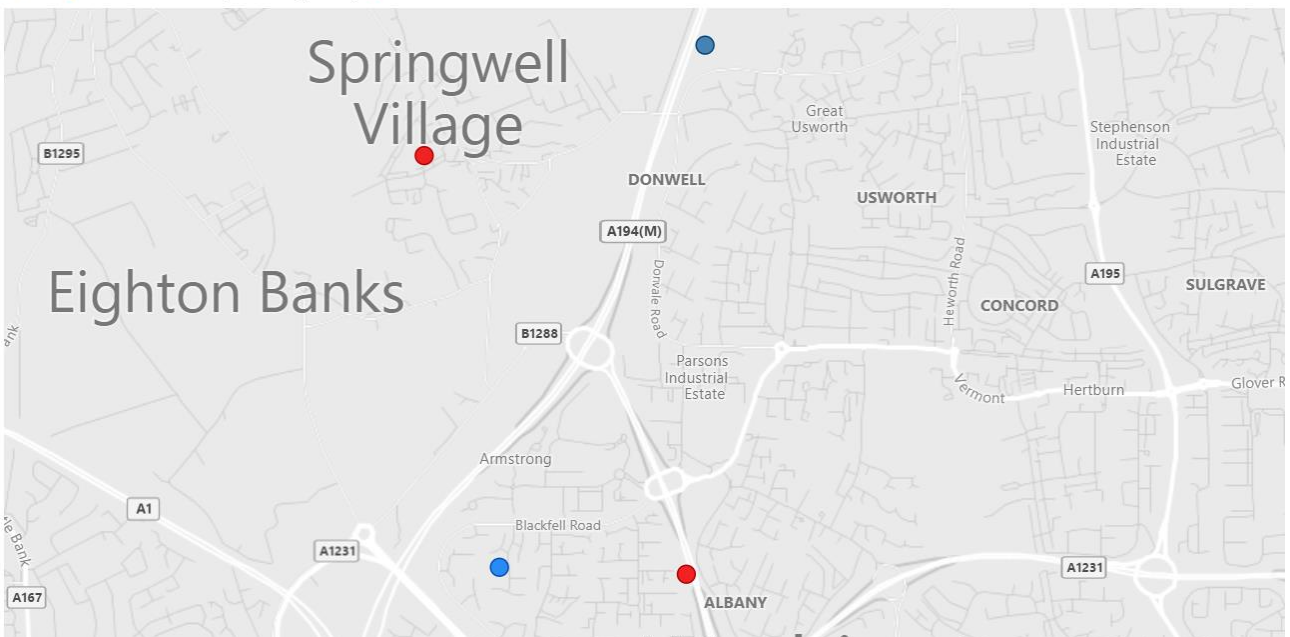 Springwell
Village
Great
Usworth
Stephenson
Industrial
Estate
B1295
DONWELL
USWORTH
A194(M)
Eighton Banks
Donvale Road
Heworth Road
A195
SULGRAVE
CONCORD
B1288
Parsons
Industrial
Estate
Vermont
Hertburn
Glover R
Armstrong
A1
Blackfell Road
A1231
A1231
A167
ALBANY